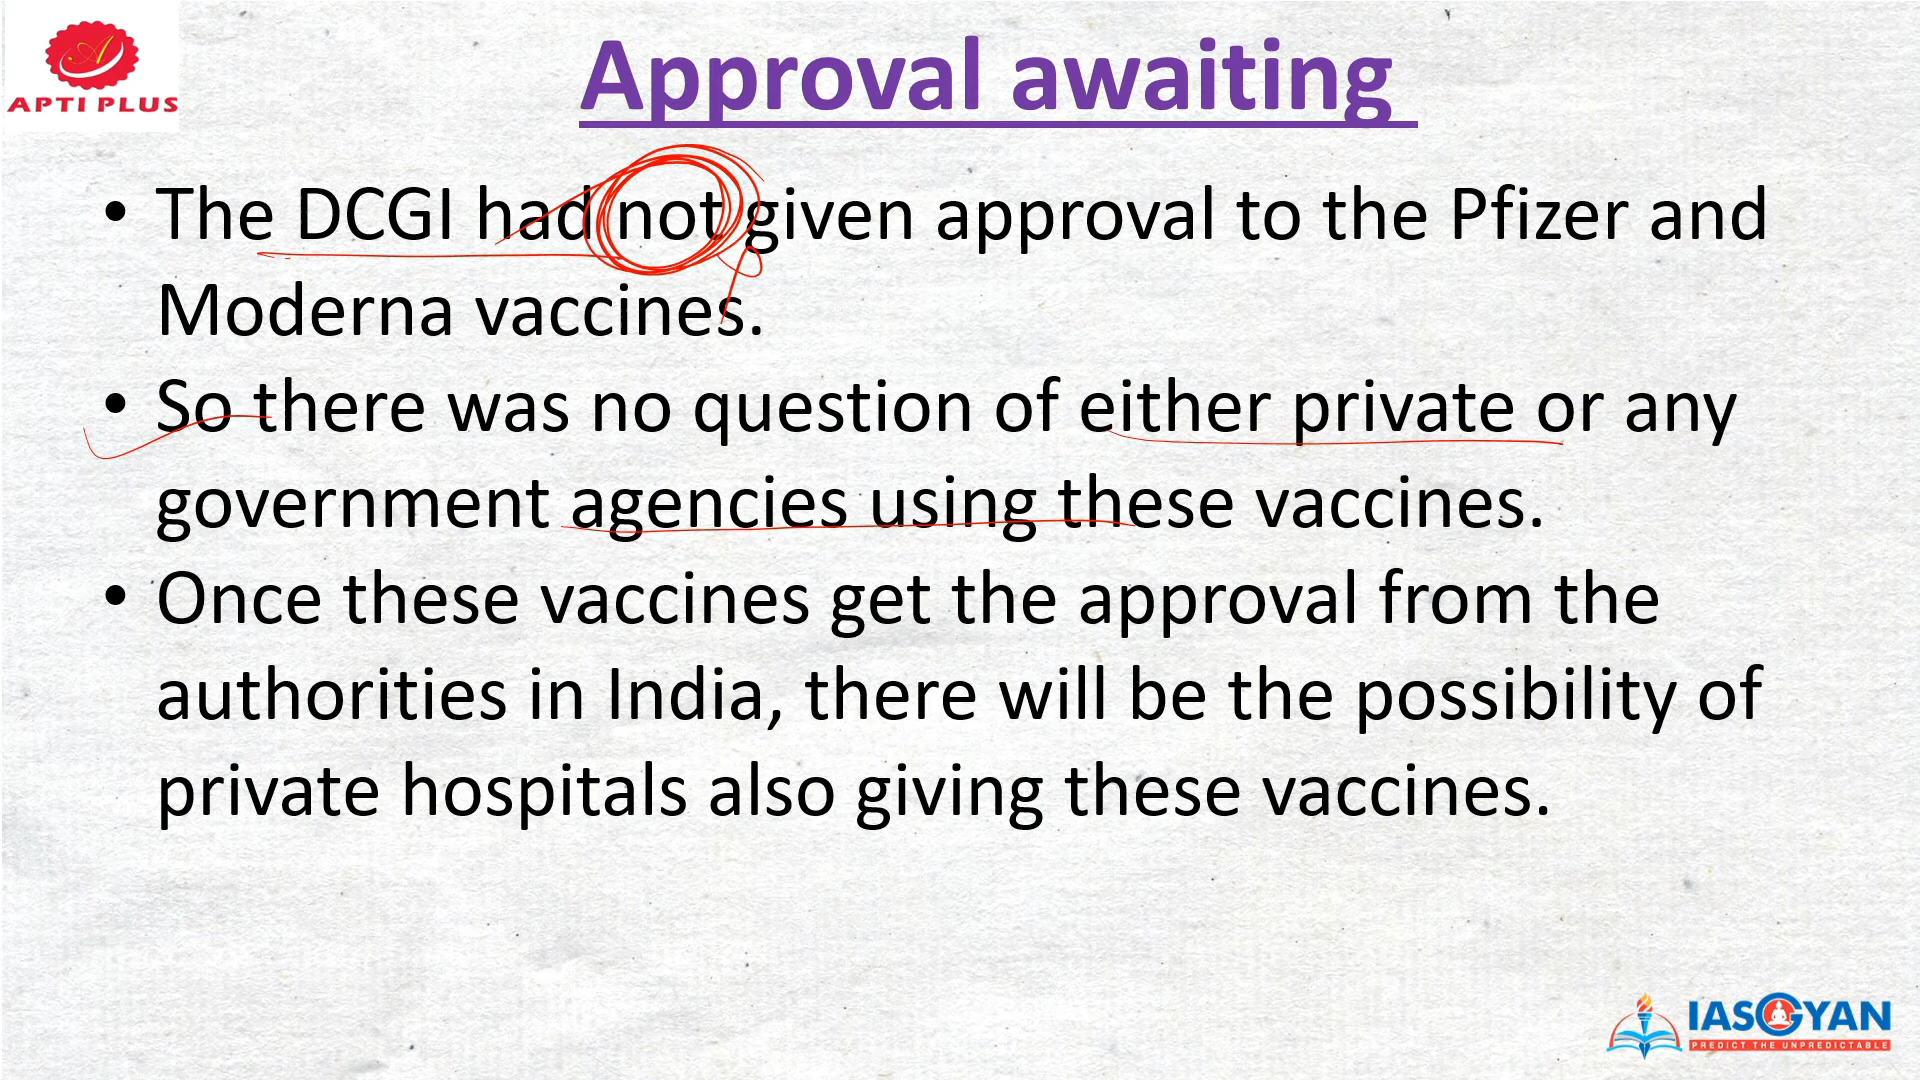 APTI PLUS
Approval awaiting
• The DCGI had not given approval to the Pfizer and
Moderna vaccines.
• So there was no question of either private or any
government agencies using these vaccines.
• Once these vaccines get the approval from the
authorities in India, there will be the possibility of
private hospitals also giving these vaccines.
IASGYAN
PREDICT THE UNPREDICTABLE